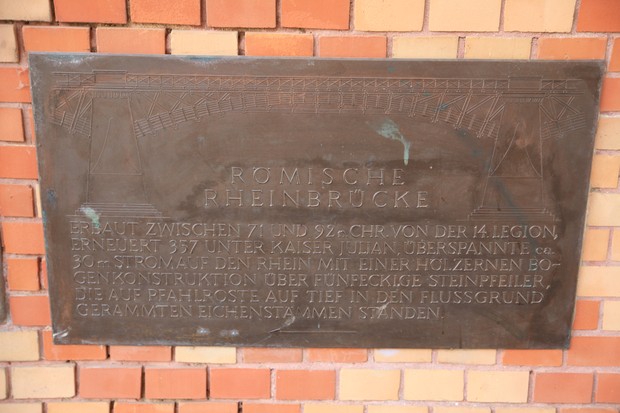 RÖMISCHE
RHEINBRÜCKE
ERBAUT ZWISCHEN 71 UND 92 n. CHR. VON DER 14. LEGION,
ERNEUERT 357 UNTER KAISER JULIAN, ÜBERSPANNTE ca.
30 m STROMAUF DEN RHEIN MIT EINER HÖLZERNEN BO-
GENKONSTRUKTION ÜBER FÜNFECKIGE STEINPFEILER,
DIE AUF PFAHLROSTE AUF TIEF IN DEN FLUSSGRUND
GERAMMTEN EICHENSTÄMMEN STANDEN.